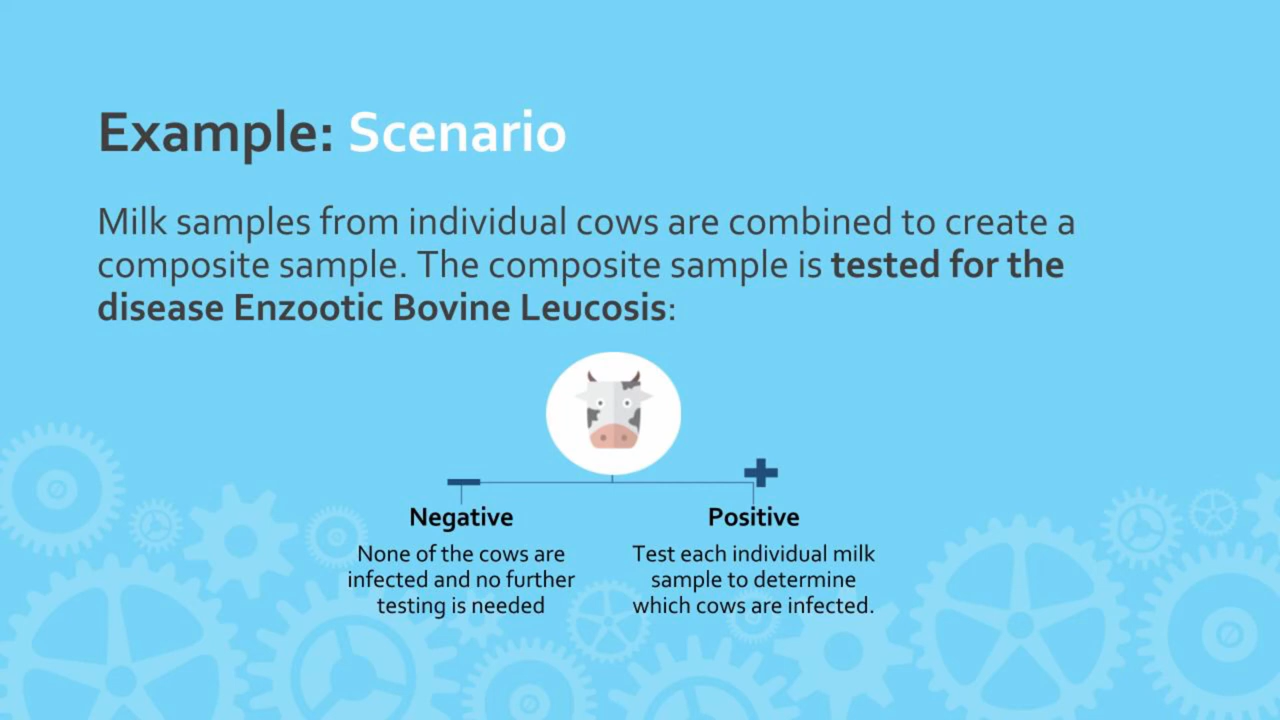 Example: Scenario
Milk samples from individual cows are combined to create a
composite sample. The composite sample is tested for the
disease Enzootic Bovine Leucosis:
Negative
None of the cows are
infected and no further
testing is needed
Positive
Test each individual milk
sample to determine
which cows are infected.